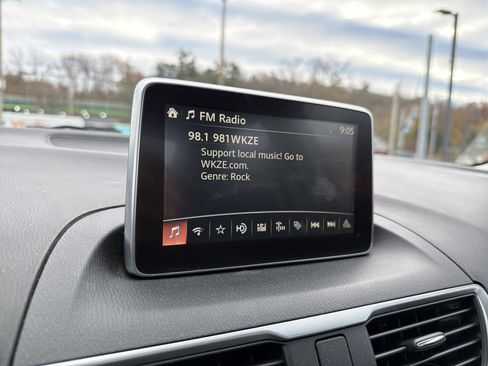 FM Radio
9:05
98.1 981WKZE
Support local music! Go to
WKZE.com.
Genre: Rock